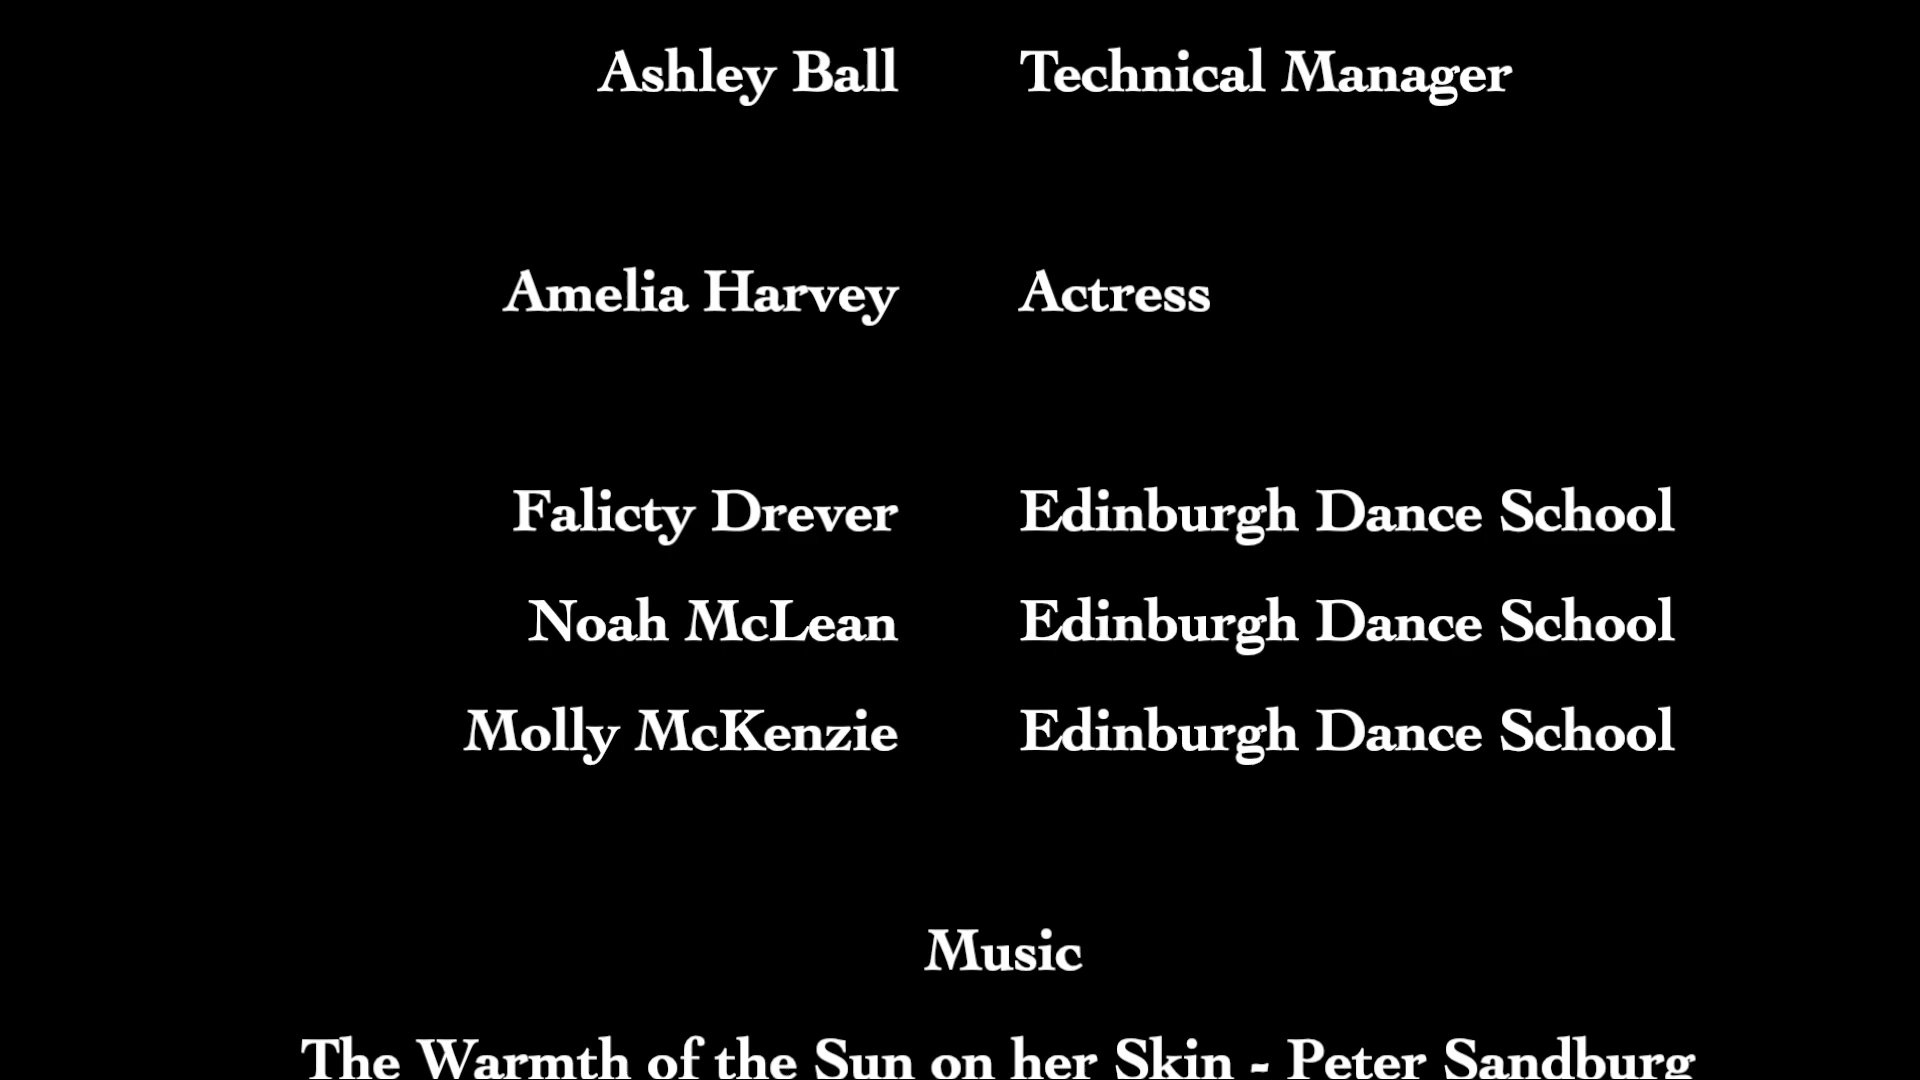 Ashley Ball Technical Manager
Amelia Harvey Actress
Falicty Drever Edinburgh Dance School
Noah McLean Edinburgh Dance School
Molly McKenzie Edinburgh Dance School
Music
The Warmth of the Sun on her Skin - Peter Sandburg